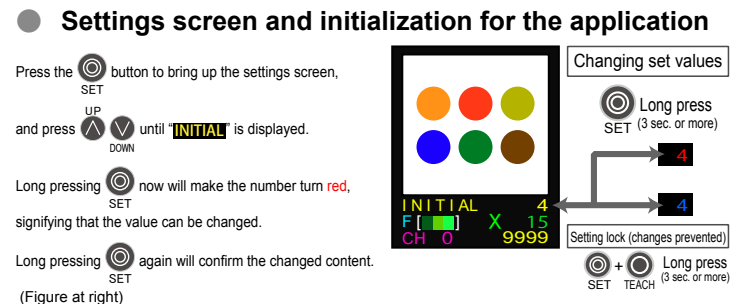 Settings screen and initialization for the application
Press the SET button to bring up the settings screen,
and press UP DOWN until "INITIAL" is displayed.
Long pressing SET now will make the number turn red,
signifying that the value can be changed.
Long pressing SET again will confirm the changed content.
(Figure at right)
INITIAL 4
F [ ] X 15
CH 0 9999
Changing set values
SET Long press
(3 sec. or more)
4
4
Setting lock (changes prevented)
SET + TEACH Long press
(3 sec. or more)